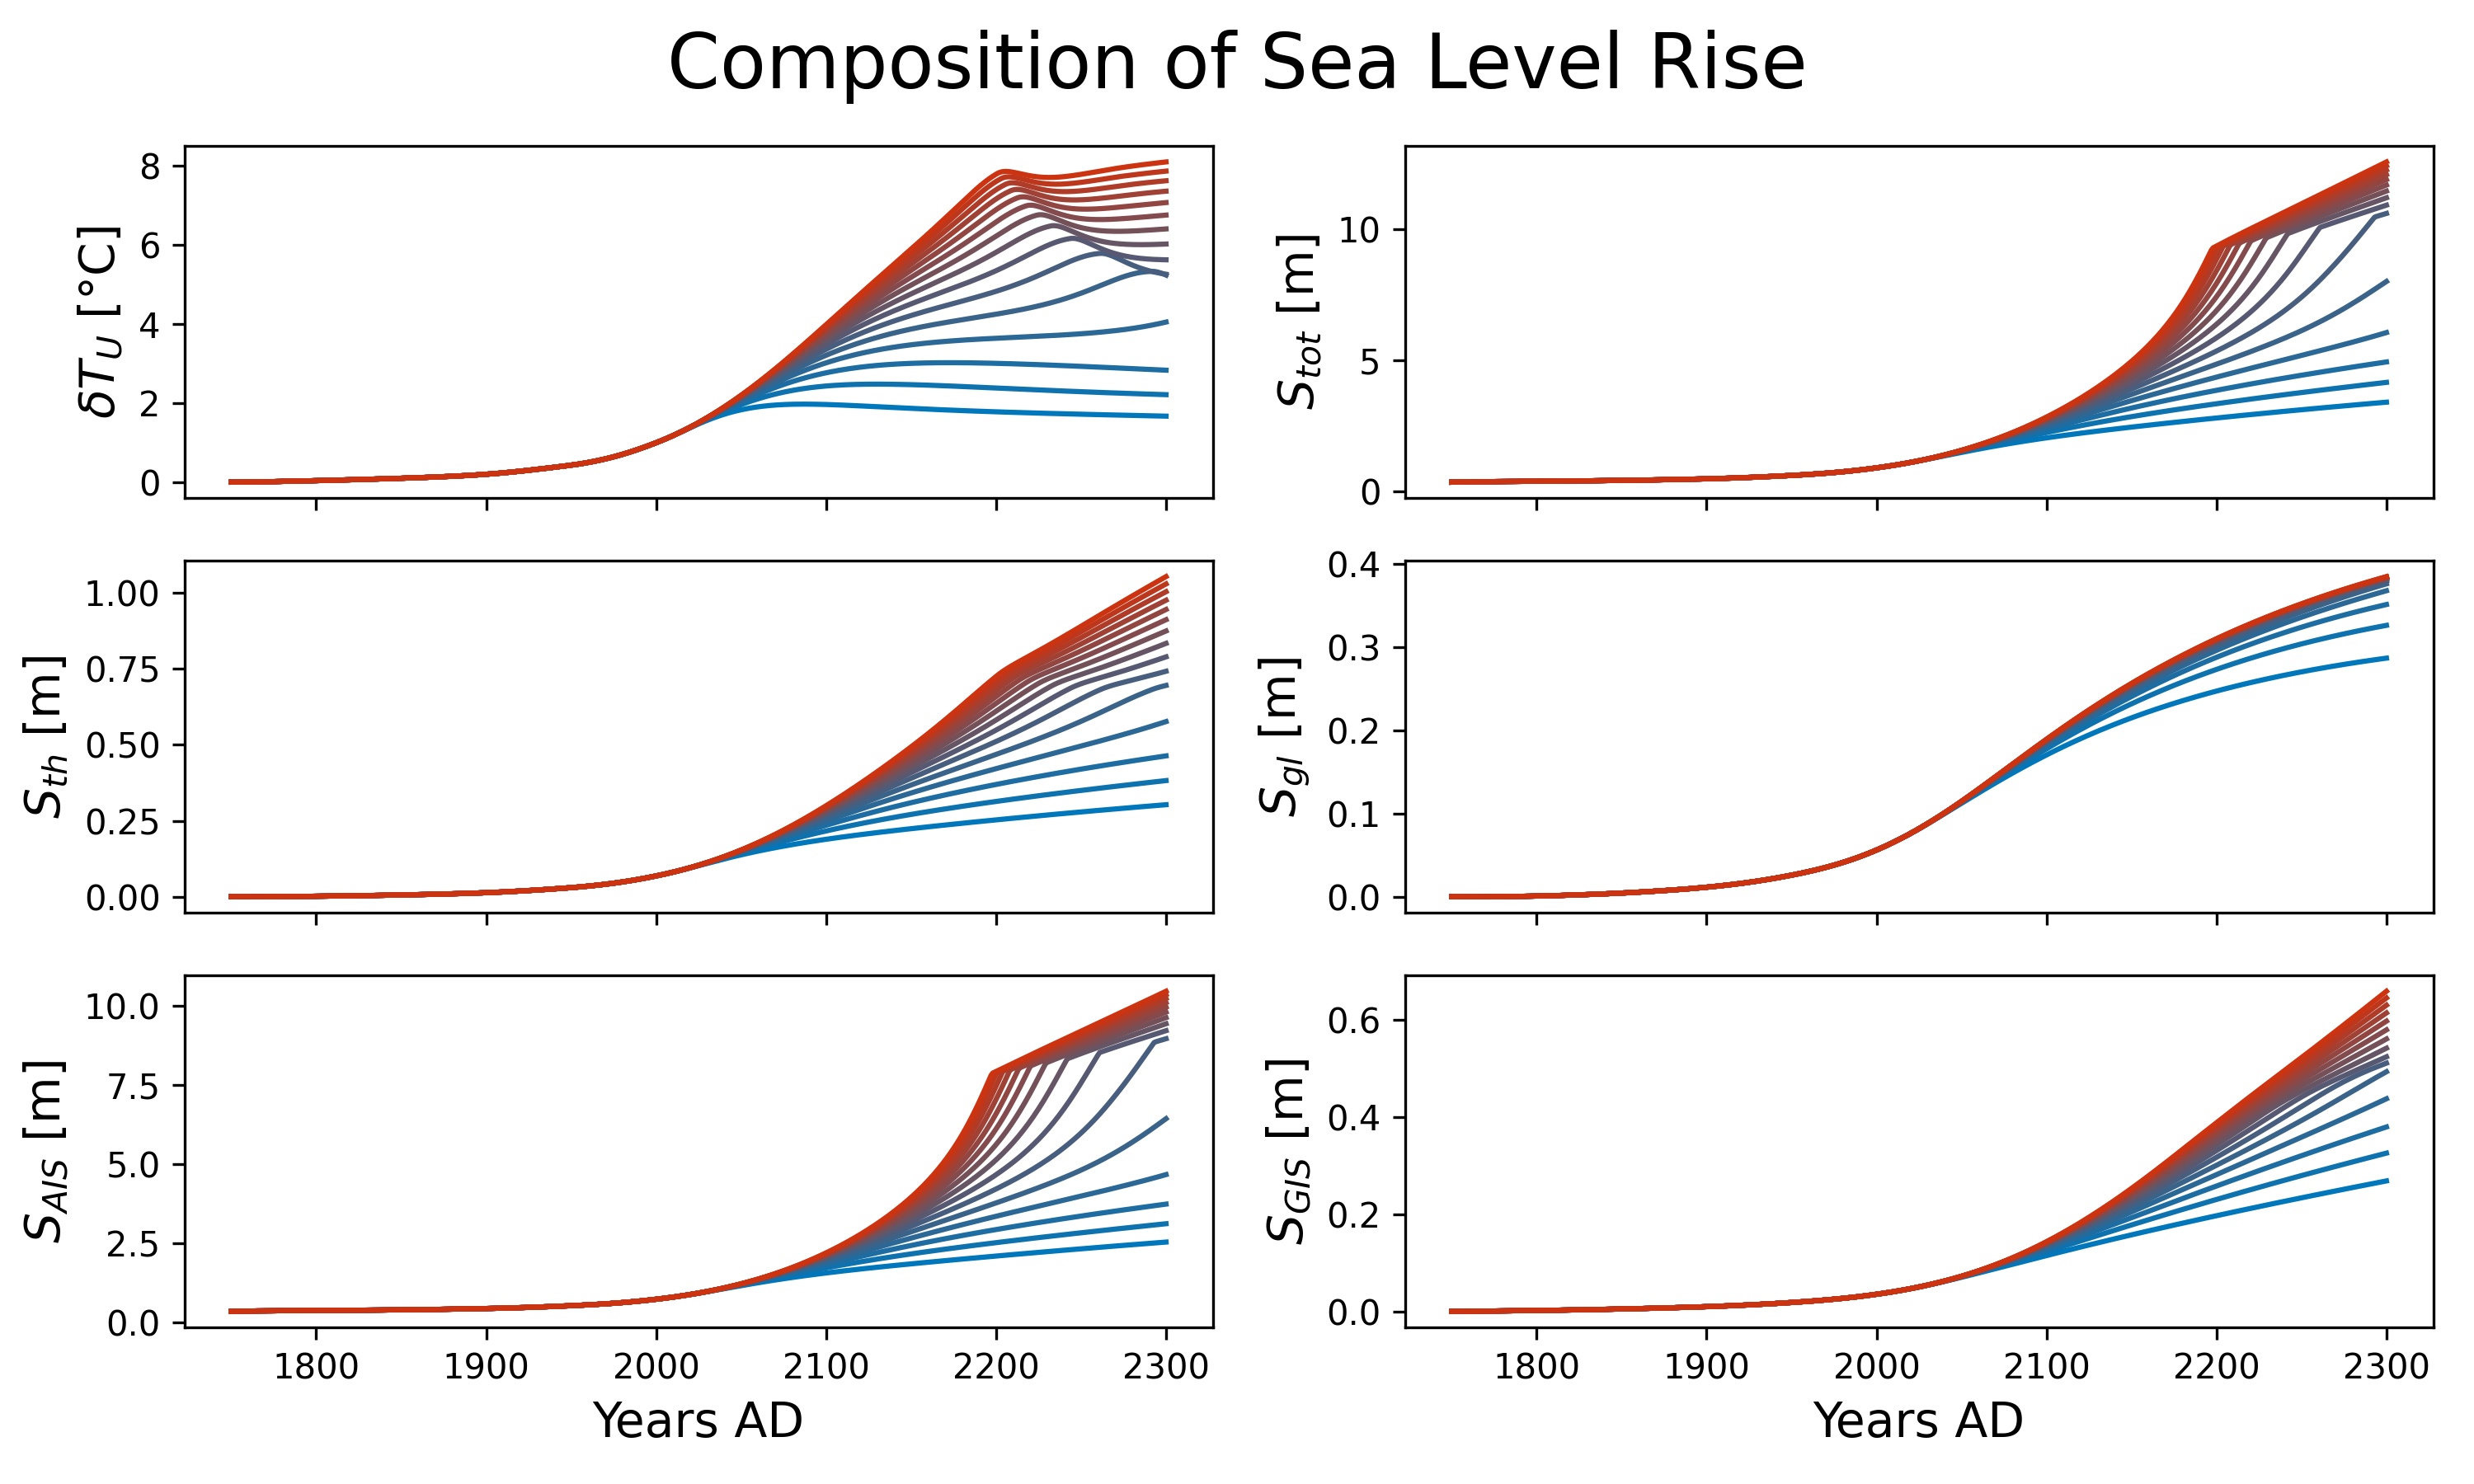 Composition of Sea Level Rise
δT_U [°C]
8
6
4
2
0
S_tot [m]
10
5
0
S_th [m]
1.00
0.75
0.50
0.25
0.00
S_gl [m]
0.4
0.3
0.2
0.1
0.0
S_AIS [m]
10.0
7.5
5.0
2.5
0.0
1800 1900 2000 2100 2200 2300
Years AD
S_GIS [m]
0.6
0.4
0.2
0.0
1800 1900 2000 2100 2200 2300
Years AD